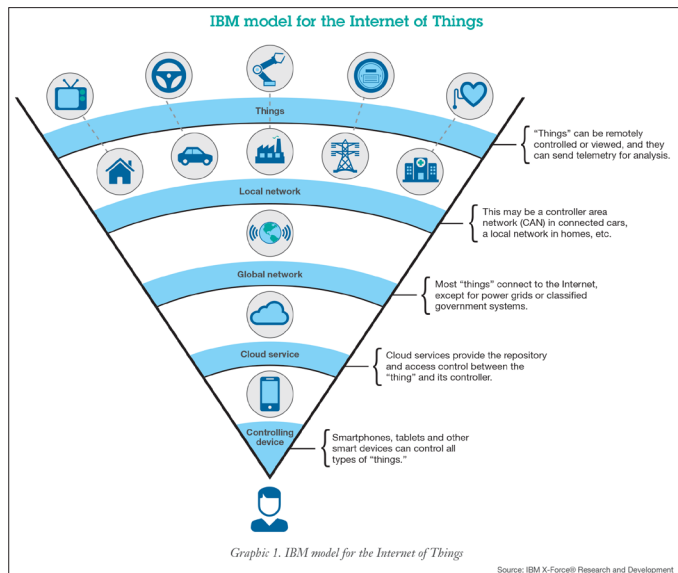 IBM model for the Internet of Things
Things
"Things" can be remotely
controlled or viewed, and they
can send telemetry for analysis.
Local network
This may be a controller area
network (CAN) in connected cars,
a local network in homes, etc.
Global network
Most "things" connect to the Internet,
except for power grids or classified
government systems.
Cloud service
Cloud services provide the repository
and access control between the
"thing" and its controller.
Controlling
device
Smartphones, tablets and other
smart devices can control all
types of "things."
Graphic 1. IBM model for the Internet of Things
Source: IBM X-Force® Research and Development